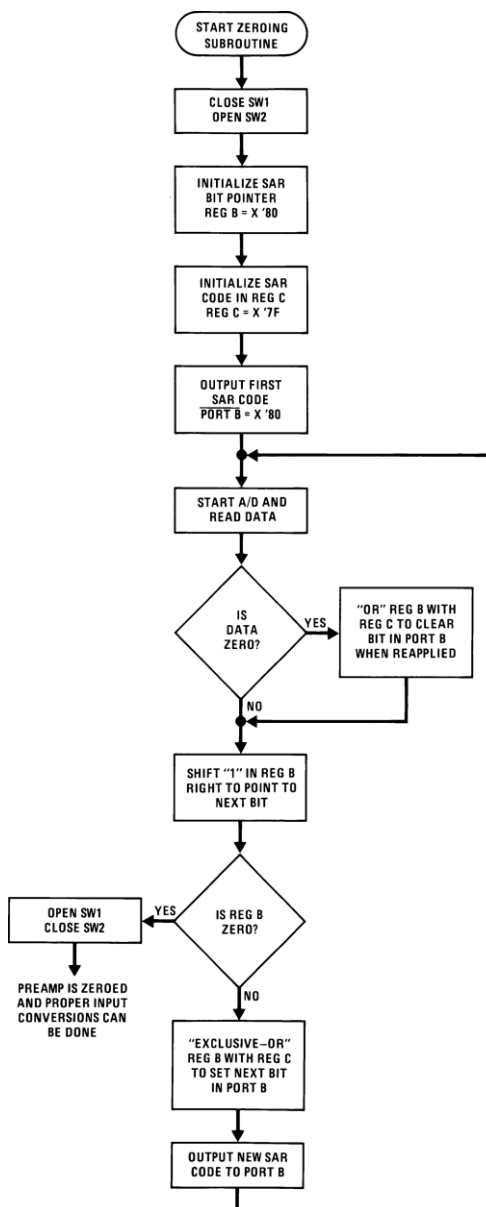 START ZEROING
SUBROUTINE
CLOSE SW1
OPEN SW2
INITIALIZE SAR
BIT POINTER
REG B = X '80
INITIALIZE SAR
CODE IN REG C
REG C = X '7F
OUTPUT FIRST
SAR CODE
PORT B = X '80
START A/D AND
READ DATA
IS
DATA
ZERO?
YES
"OR" REG B WITH
REG C TO CLEAR
BIT IN PORT B
WHEN REAPPLIED
NO
SHIFT "1" IN REG B
RIGHT TO POINT TO
NEXT BIT
IS REG B
ZERO?
YES
OPEN SW1
CLOSE SW2
PREAMP IS ZEROED
AND PROPER INPUT
CONVERSIONS CAN
BE DONE
NO
"EXCLUSIVE–OR"
REG B WITH REG C
TO SET NEXT BIT
IN PORT B
OUTPUT NEW SAR
CODE TO PORT B